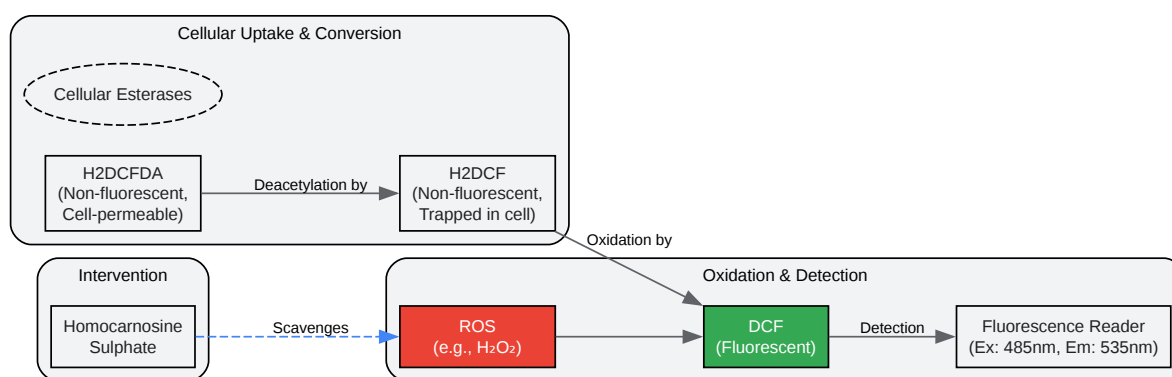 Cellular Uptake & Conversion
Cellular Esterases
H2DCFDA
(Non-fluorescent,
Cell-permeable)
Deacetylation by
H2DCF
(Non-fluorescent,
Trapped in cell)
Oxidation by
Intervention
Homocarnosine
Sulphate
Scavenges
Oxidation & Detection
ROS
(e.g., H₂O₂)
DCF
(Fluorescent)
Detection
Fluorescence Reader
(Ex: 485nm, Em: 535nm)